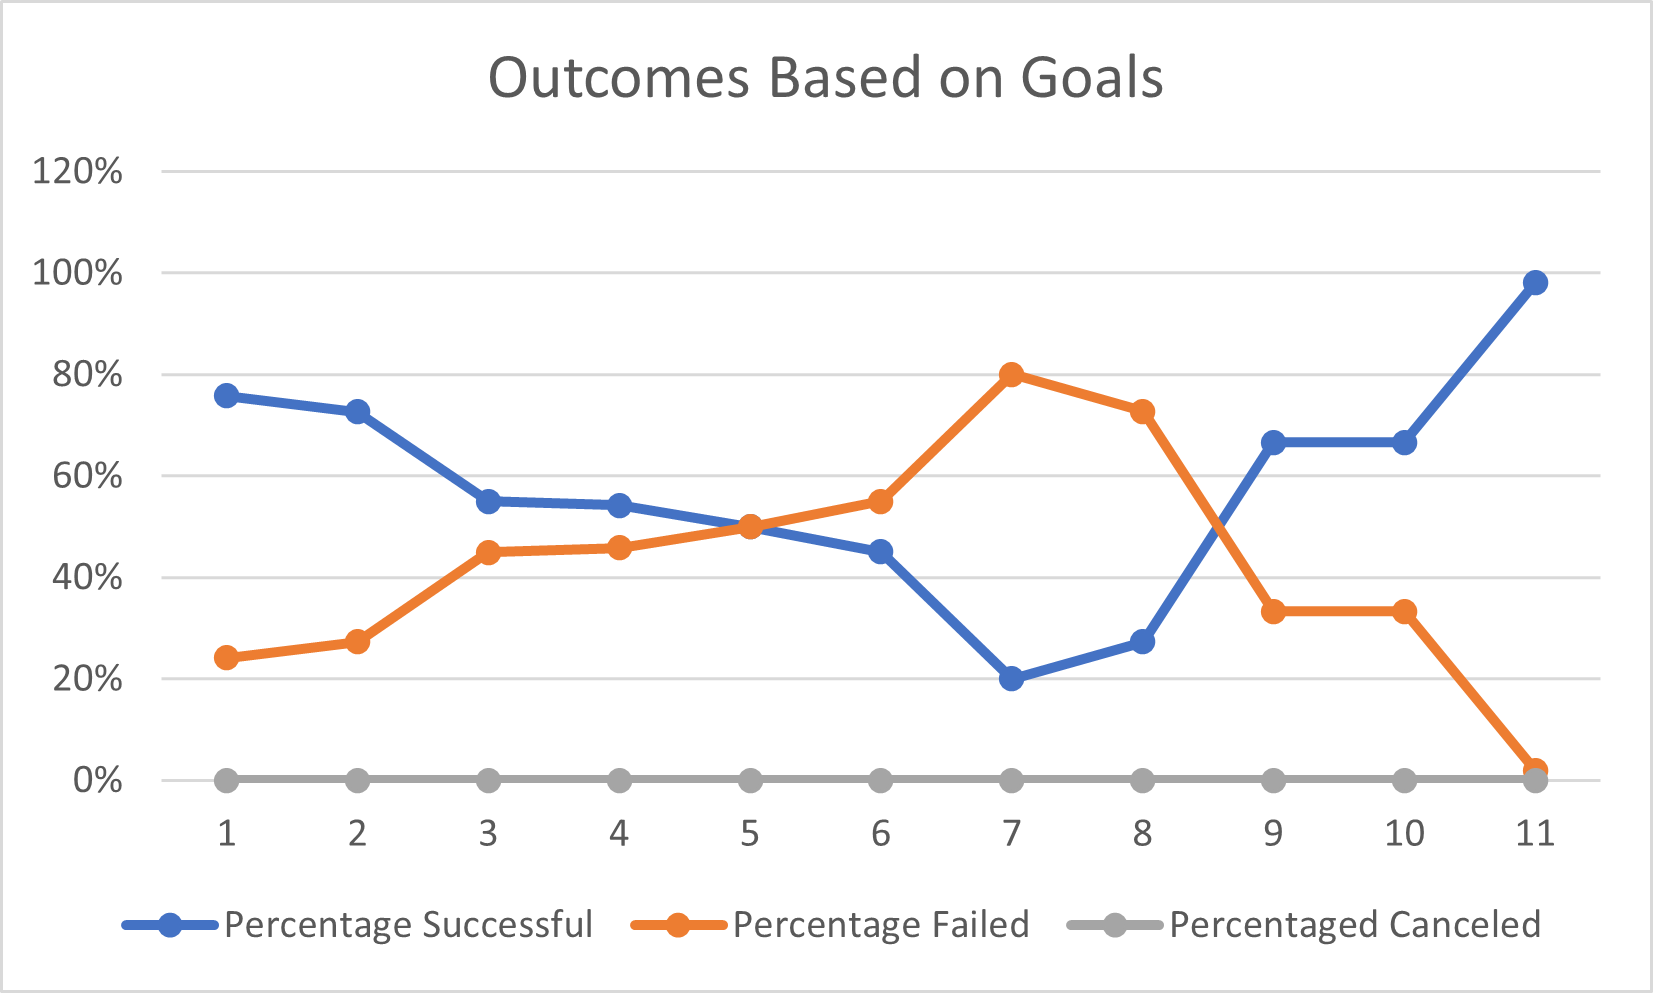 Outcomes Based on Goals
120%
100%
80%
60%
40%
20%
0%
1 2 3 4 5 6 7 8 9 10 11
Percentage Successful Percentage Failed Percentaged Canceled